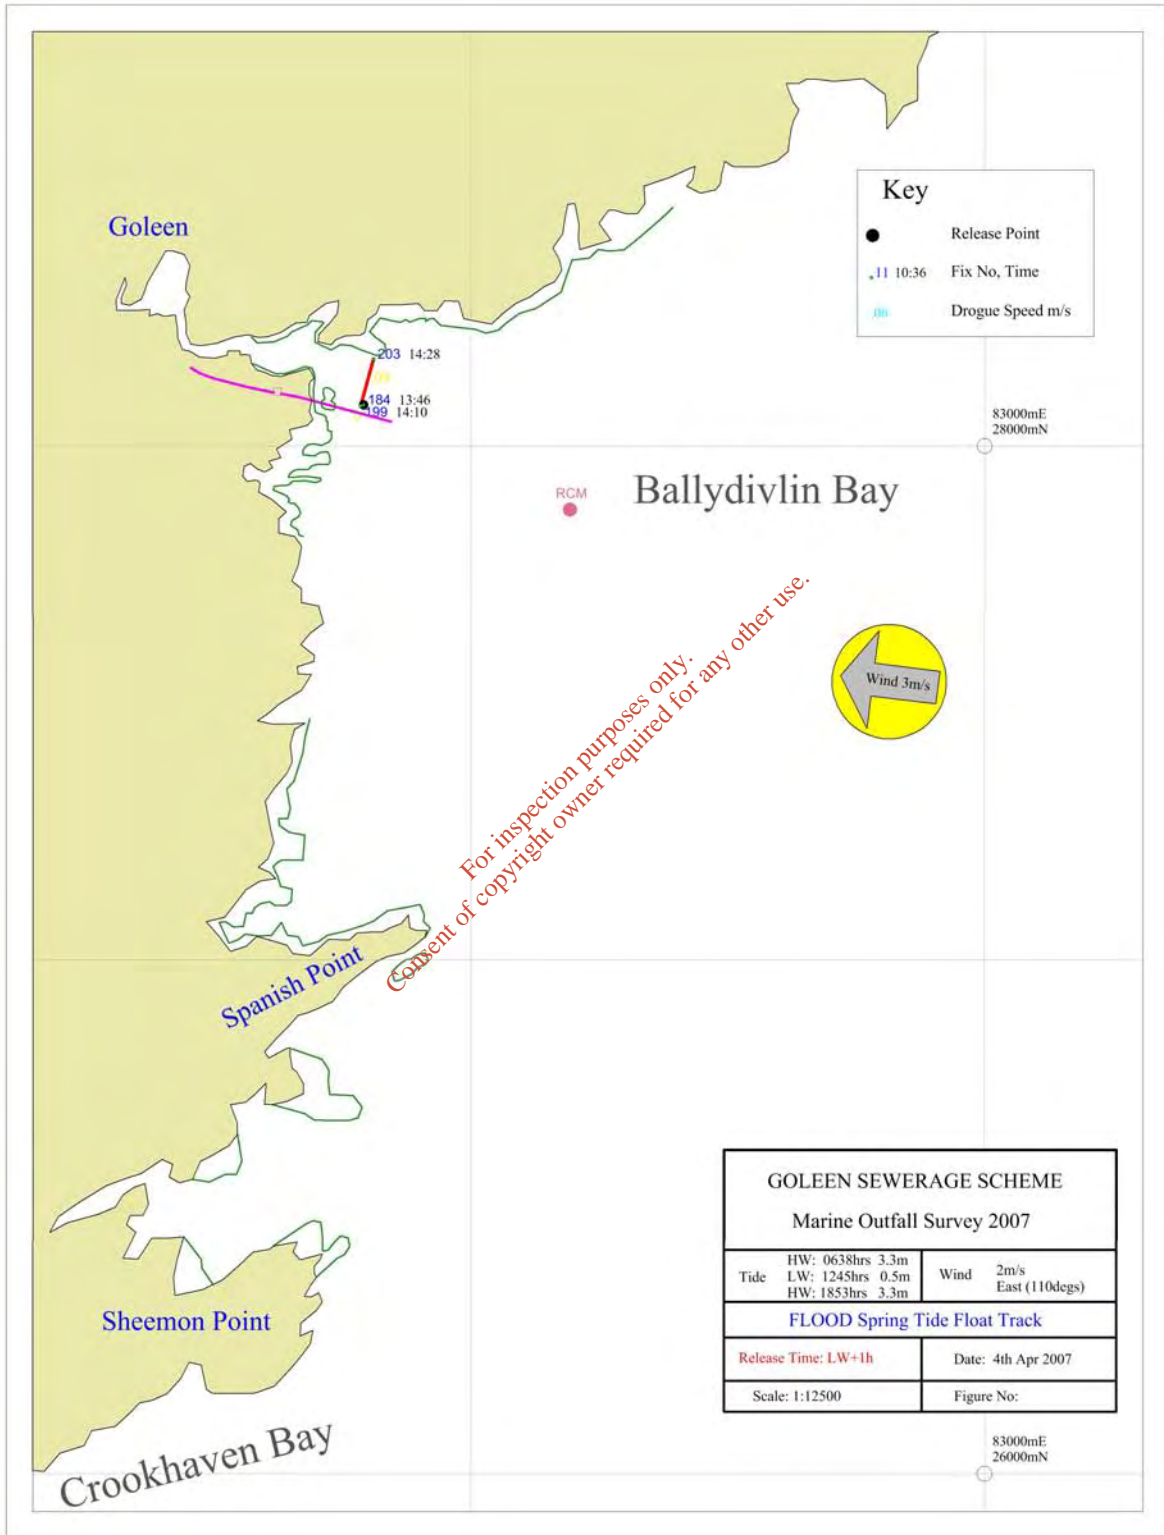 Goleen
Key
Release Point
11 10:36 Fix No, Time
Drogue Speed m/s
203 14:28
184 13:46
199 14:10
83000mE
28000mN
RCM
Ballydivlin Bay
Wind 3m/s
For inspection purposes only.
Consent of copyright owner required for any other use.
Spanish Point
Sheemon Point
Crookhaven Bay
GOLEEN SEWERAGE SCHEME
Marine Outfall Survey 2007
Tide
HW: 0638hrs 3.3m
LW: 1245hrs 0.5m
HW: 1853hrs 3.3m
Wind
2m/s
East (110degs)
FLOOD Spring Tide Float Track
Release Time: LW+1h
Date: 4th Apr 2007
Scale: 1:12500
Figure No:
83000mE
26000mN